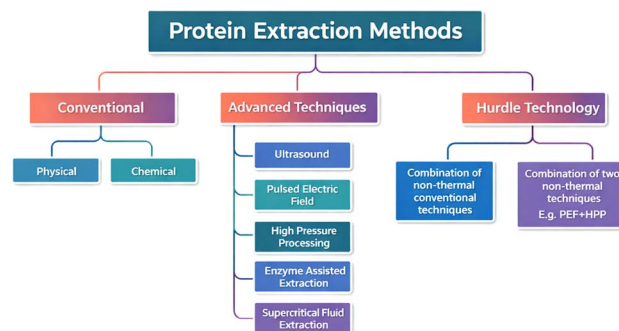 Protein Extraction Methods
Conventional
Advanced Techniques
Hurdle Technology
Physical
Chemical
Ultrasound
Pulsed Electric
Field
High Pressure
Processing
Enzyme Assisted
Extraction
Supercritical Fluid
Extraction
Combination of
non-thermal
conventional
techniques
Combination of two
non-thermal
techniques
E.g. PEF+HPP